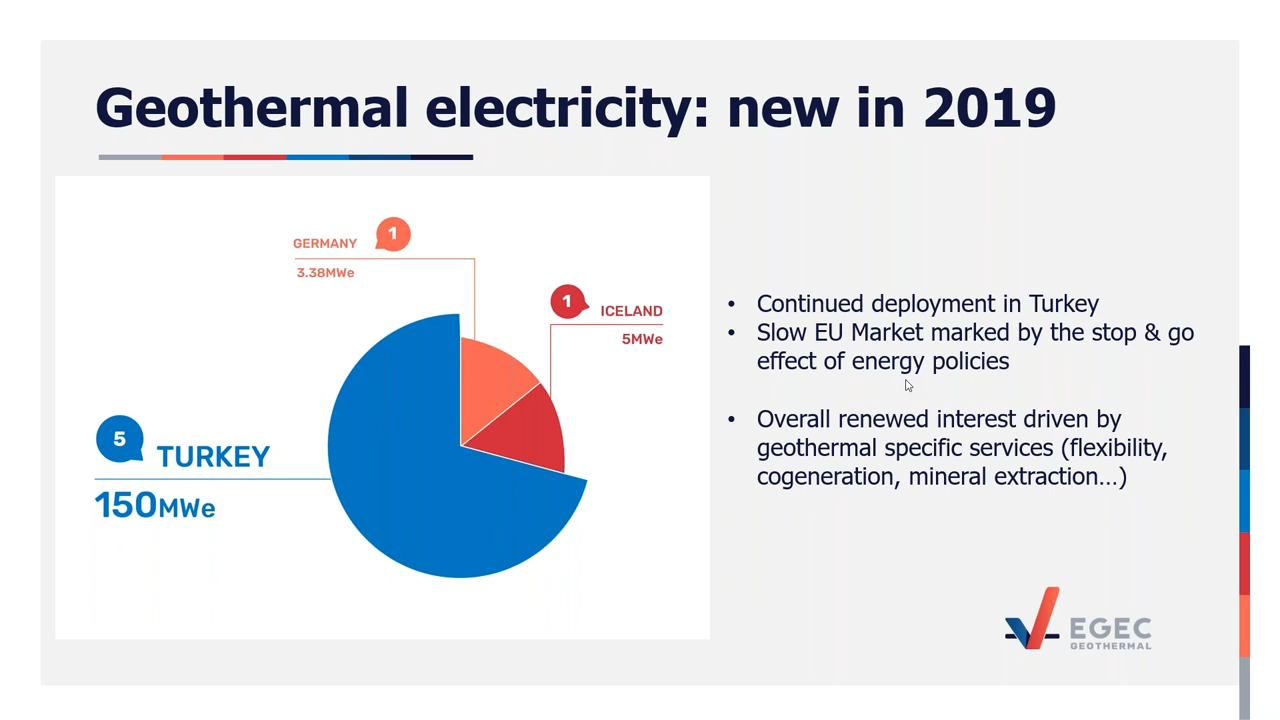 Geothermal electricity: new in 2019
GERMANY
1
3.38MWe
1
ICELAND
5MWe
5
TURKEY
150MWe
• Continued deployment in Turkey
• Slow EU Market marked by the stop & go
effect of energy policies
• Overall renewed interest driven by
geothermal specific services (flexibility,
cogeneration, mineral extraction…)
EGEC
GEOTHERMAL